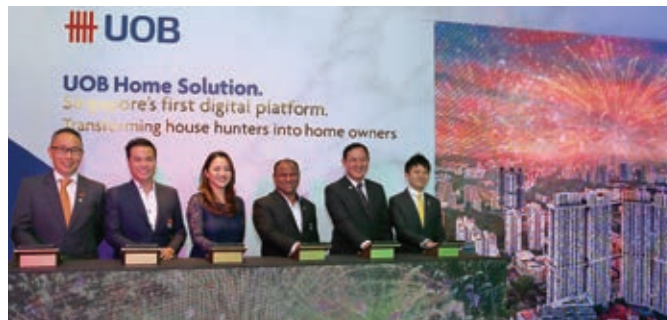 UOB
UOB Home Solution.
Singapore's first digital platform.
Transforming house hunters into home owners